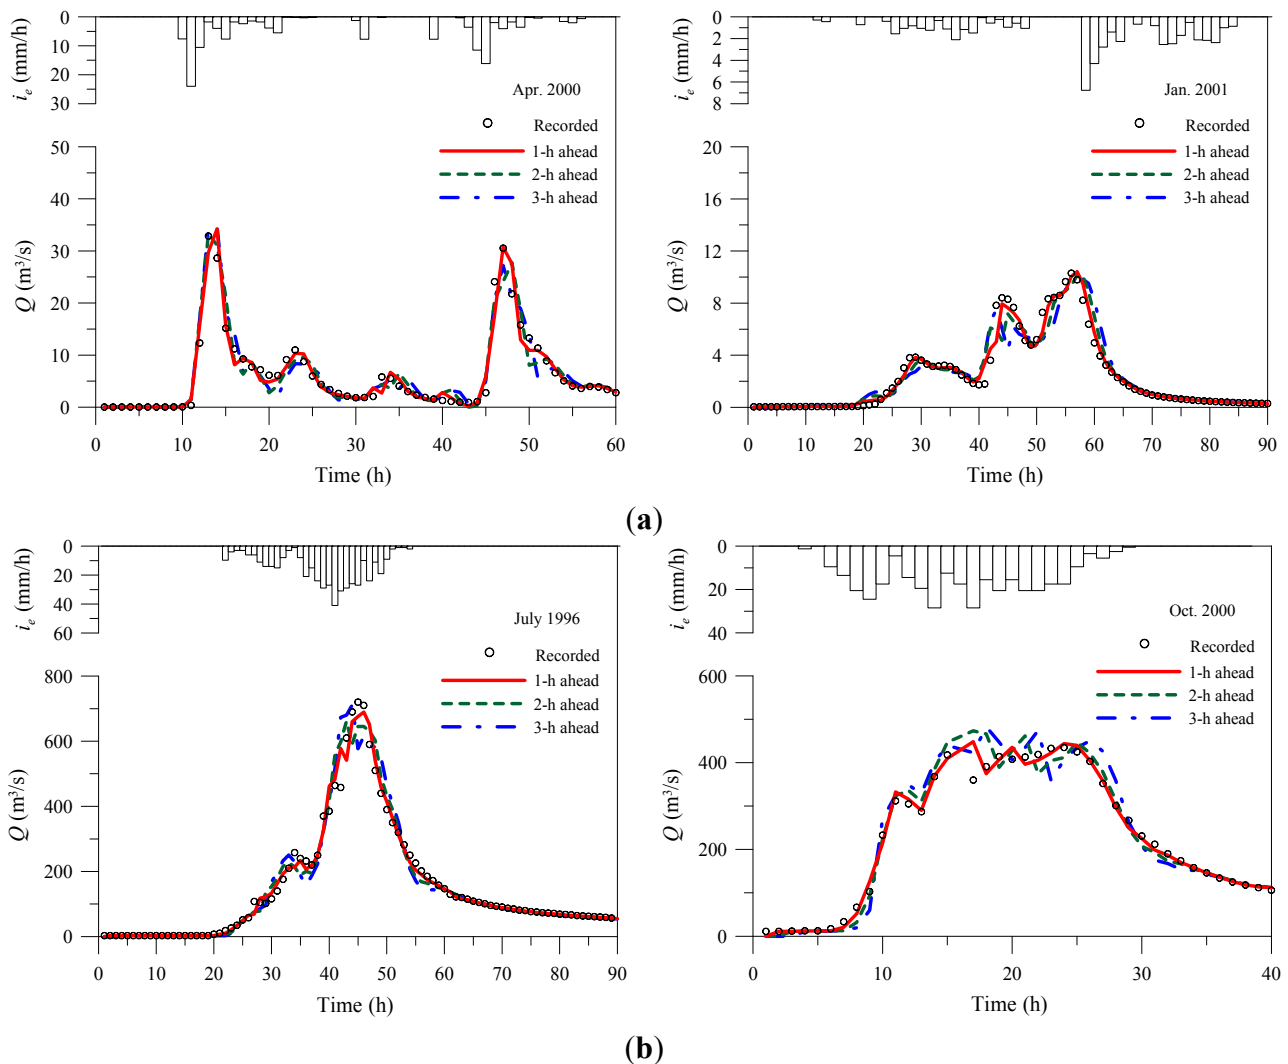 0
10
20
30
i_e (mm/h)
Apr. 2000
Recorded
1-h ahead
2-h ahead
3-h ahead
50
40
30
20
10
0
Q (m³/s)
0 10 20 30 40 50 60
Time (h)
0
2
4
6
8
i_e (mm/h)
Jan. 2001
Recorded
1-h ahead
2-h ahead
3-h ahead
20
16
12
8
4
0
Q (m³/s)
0 10 20 30 40 50 60 70 80 90
Time (h)
(a)
0
20
40
60
i_e (mm/h)
July 1996
Recorded
1-h ahead
2-h ahead
3-h ahead
800
600
400
200
0
Q (m³/s)
0 10 20 30 40 50 60 70 80 90
Time (h)
0
20
40
i_e (mm/h)
Oct. 2000
Recorded
1-h ahead
2-h ahead
3-h ahead
600
400
200
0
Q (m³/s)
0 10 20 30 40
Time (h)
(b)